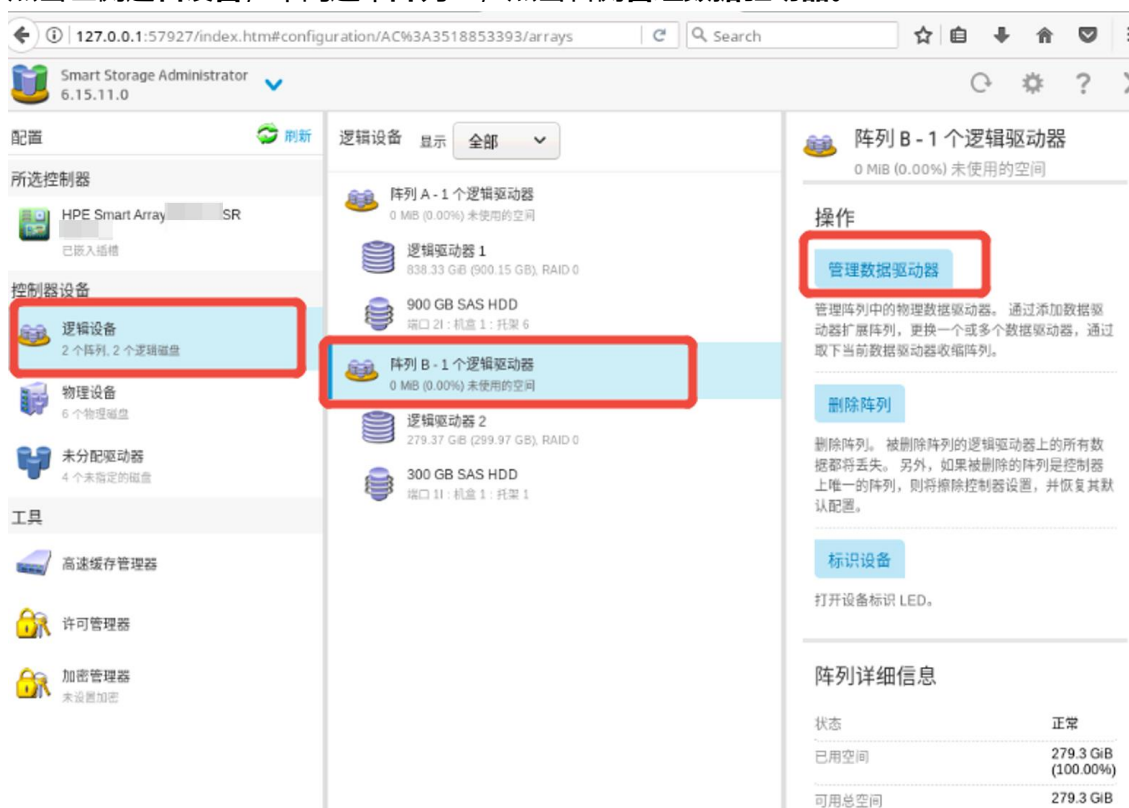 127.0.0.1:57927/index.htm#configuration/AC%3A3518853393/arrays
Search
Smart Storage Administrator
6.15.11.0
配置
刷新
所选控制器
HPE Smart Array SR
已嵌入插槽
控制器设备
逻辑设备
2 个阵列, 2 个逻辑磁盘
物理设备
6 个物理磁盘
未分配驱动器
4 个未指定的磁盘
工具
高速缓存管理器
许可管理器
加密管理器
未设置加密
逻辑设备 显示 全部
阵列 A - 1 个逻辑驱动器
0 MiB (0.00%) 未使用的空间
逻辑驱动器 1
838.33 GiB (900.15 GB), RAID 0
900 GB SAS HDD
端口 2I : 机盒 1 : 托架 6
阵列 B - 1 个逻辑驱动器
0 MiB (0.00%) 未使用的空间
逻辑驱动器 2
279.37 GiB (299.97 GB), RAID 0
300 GB SAS HDD
端口 1I : 机盒 1 : 托架 1
阵列 B - 1 个逻辑驱动器
0 MiB (0.00%) 未使用的空间
操作
管理数据驱动器
管理阵列中的物理数据驱动器。 通过添加数据驱
动器扩展阵列，更换一个或多个数据驱动器，通过
取下当前数据驱动器收缩阵列。
删除阵列
删除阵列。 被删除阵列的逻辑驱动器上的所有数
据都将丢失。 另外，如果被删除的阵列是控制器
上唯一的阵列，则将擦除控制器设置，并恢复其默
认配置。
标识设备
打开设备标识 LED。
阵列详细信息
状态 正常
已用空间 279.3 GiB
(100.00%)
可用总空间 279.3 GiB